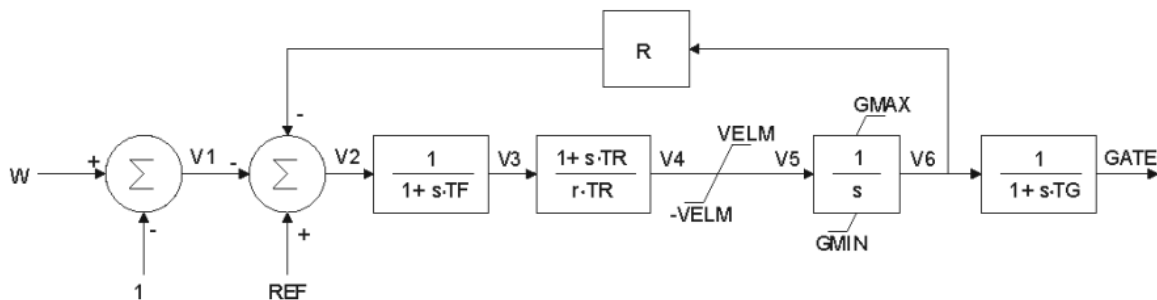 R
-
GMAX
VELM
W
+
Σ
V1
-
Σ
V2
1
1+ s·TF
V3
1+ s·TR
r·TR
V4
V5
1
s
V6
1
1+ s·TG
GATE
-VELM
GMIN
-
+
1
REF